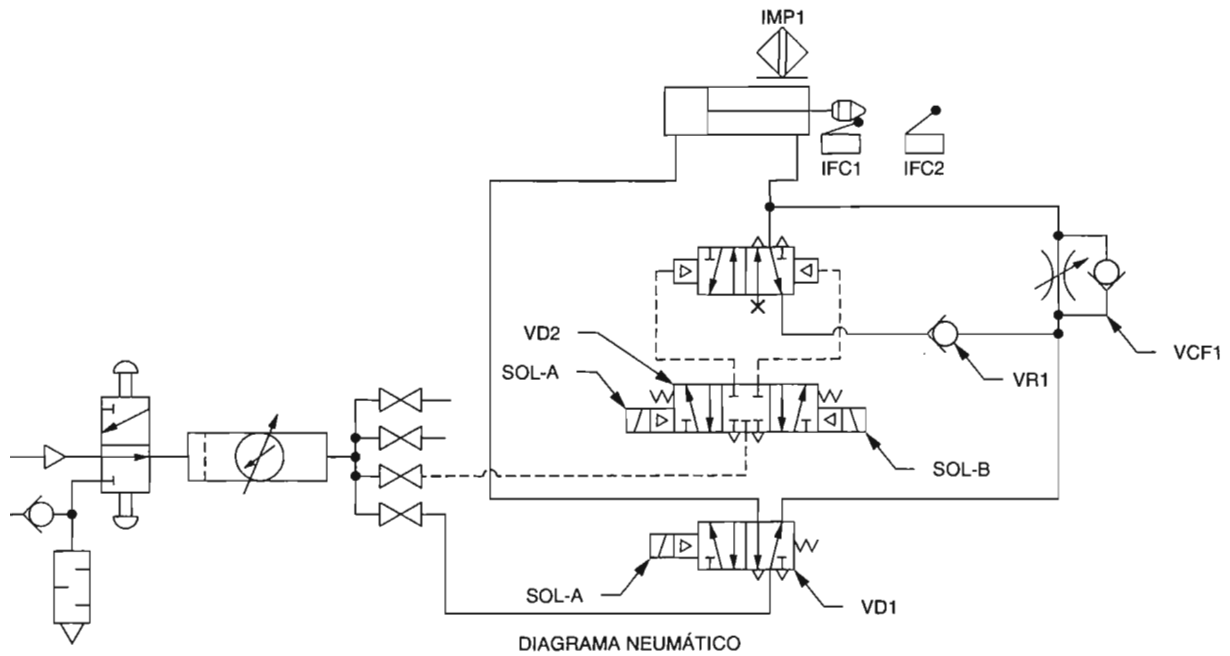 IMP1
IFC1
IFC2
VD2
SOL-A
VCF1
VR1
SOL-B
SOL-A
VD1
DIAGRAMA NEUMÁTICO